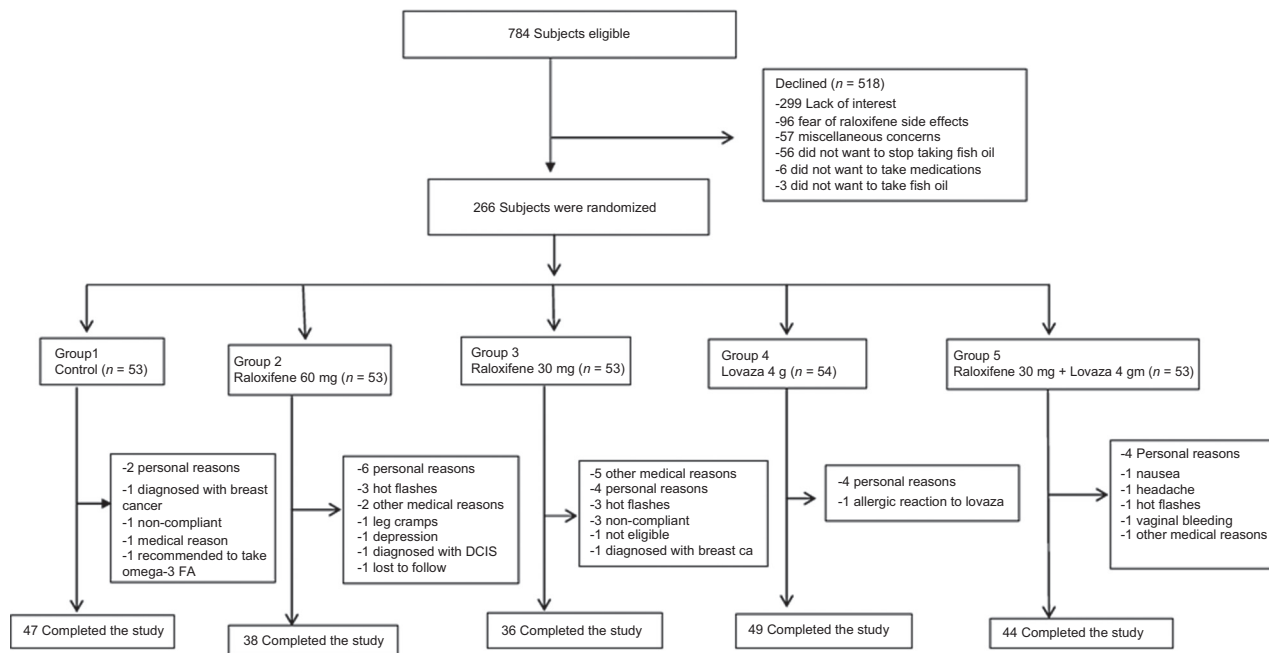 784 Subjects eligible
Declined (n = 518)
-299 Lack of interest
-96 fear of raloxifene side effects
-57 miscellaneous concerns
-56 did not want to stop taking fish oil
-6 did not want to take medications
-3 did not want to take fish oil
266 Subjects were randomized
Group1
Control (n = 53)
Group 2
Raloxifene 60 mg (n = 53)
Group 3
Raloxifene 30 mg (n = 53)
Group 4
Lovaza 4 g (n = 54)
Group 5
Raloxifene 30 mg + Lovaza 4 gm (n = 53)
-2 personal reasons
-1 diagnosed with breast
cancer
-1 non-compliant
-1 medical reason
-1 recommended to take
omega-3 FA
-6 personal reasons
-3 hot flashes
-2 other medical reasons
-1 leg cramps
-1 depression
-1 diagnosed with DCIS
-1 lost to follow
-5 other medical reasons
-4 personal reasons
-3 hot flashes
-3 non-compliant
-1 not eligible
-1 diagnosed with breast ca
-4 personal reasons
-1 allergic reaction to lovaza
-4 Personal reasons
-1 nausea
-1 headache
-1 hot flashes
-1 vaginal bleeding
-1 other medical reasons
47 Completed the study
38 Completed the study
36 Completed the study
49 Completed the study
44 Completed the study